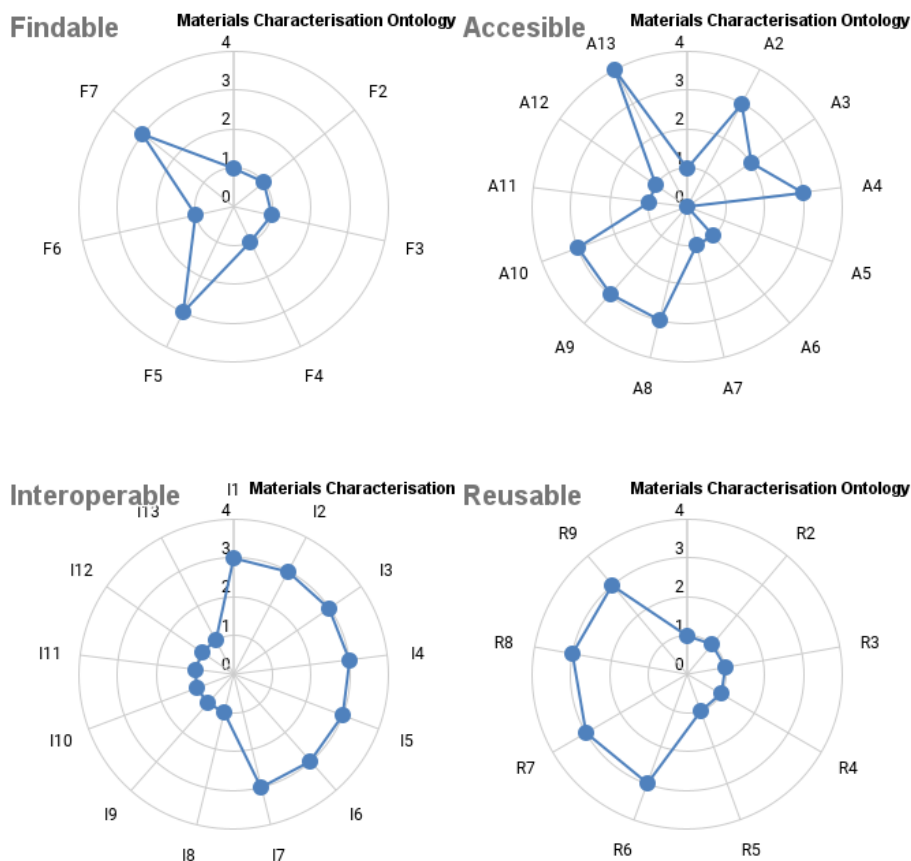 Findable
Materials Characterisation Ontology
4
3
2
1
0
F2
F3
F4
F5
F6
F7
Accesible
Materials Characterisation Ontology
4
3
2
1
0
A2
A3
A4
A5
A6
A7
A8
A9
A10
A11
A12
A13
Interoperable
Materials Characterisation
4
3
2
1
0
I1
I2
I3
I4
I5
I6
I7
I8
I9
I10
I11
I12
I13
Reusable
Materials Characterisation Ontology
4
3
2
1
0
R2
R3
R4
R5
R6
R7
R8
R9